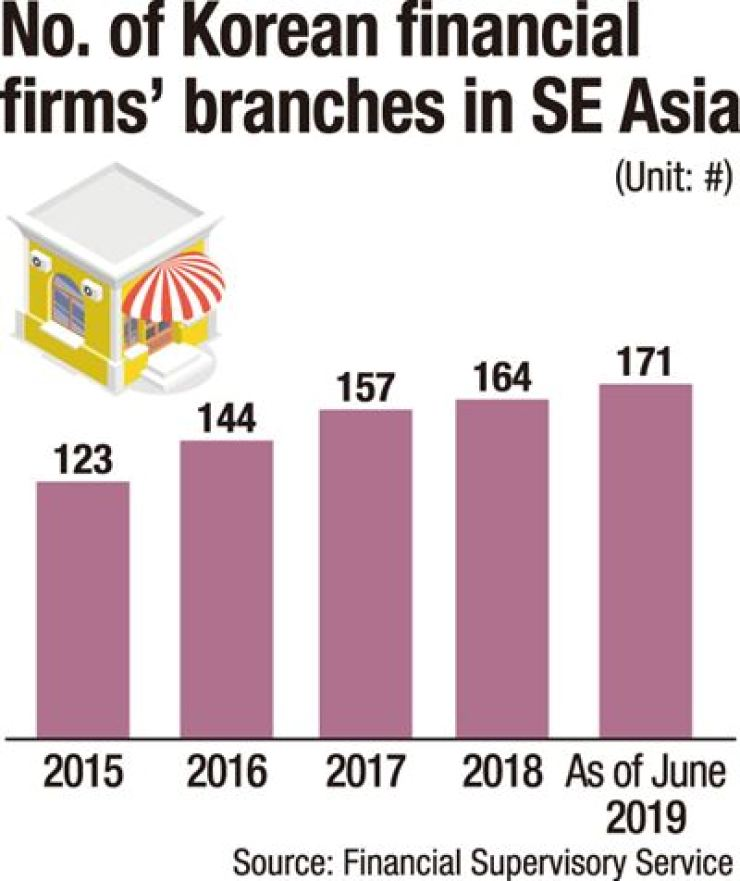 No. of Korean financial
firms’ branches in SE Asia
(Unit: #)
123
144
157
164
171
2015
2016
2017
2018
As of June
2019
Source: Financial Supervisory Service